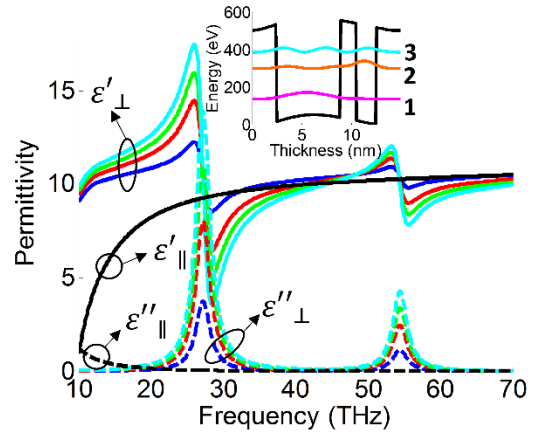 600
400
200
0
Energy (eV)
3
2
1
0
5
10
Thickness (nm)
15
10
5
0
Permittivity
ε′⊥
ε′∥
ε″∥
ε″⊥
10
20
30
40
50
60
70
Frequency (THz)